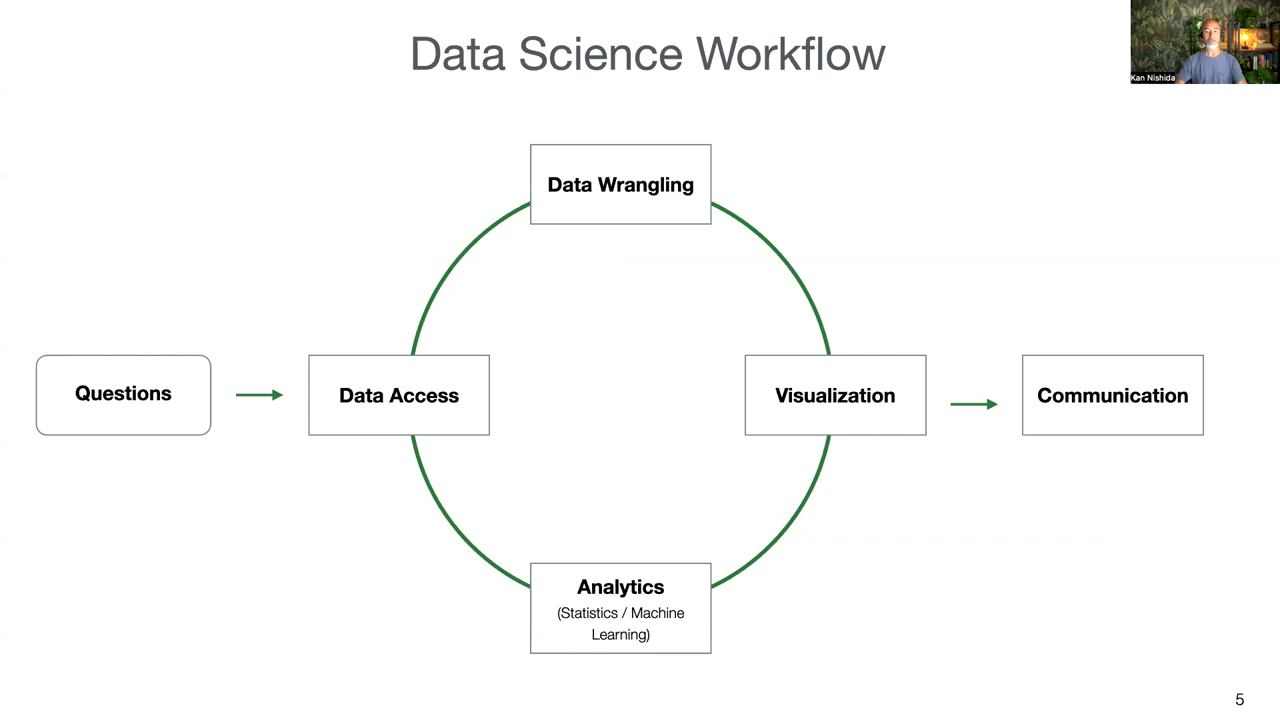 Data Science Workflow
Kan Nishida
Data Wrangling
Questions
Data Access
Visualization
Communication
Analytics
(Statistics / Machine
Learning)
5